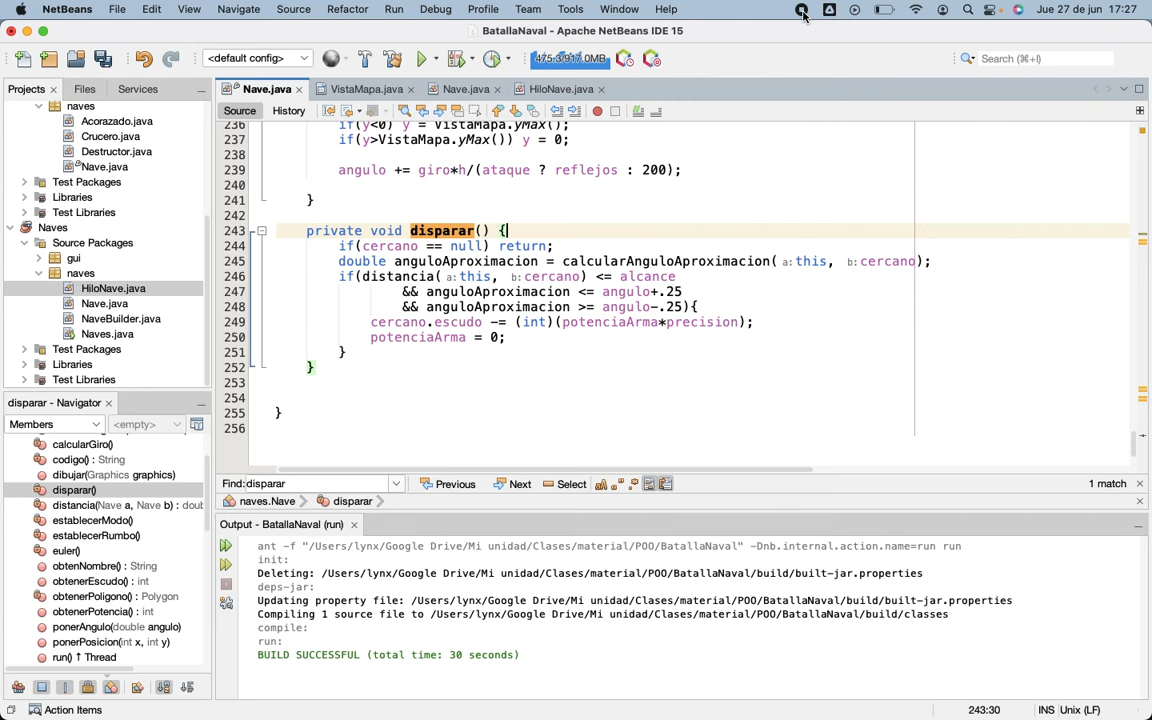 NetBeans File Edit View Navigate Source Refactor Run Debug Profile Team Tools Window Help Jue 27 de jun 17:27
BatallaNaval - Apache NetBeans IDE 15
<default config> 475.3/917.0MB Search (⌘+I)
Projects Files Services
Nave.java VistaMapa.java Nave.java HiloNave.java
Source History
naves
Acorazado.java
Crucero.java
Destructor.java
Nave.java
Test Packages
Libraries
Test Libraries
Naves
Source Packages
gui
naves
HiloNave.java
Nave.java
NaveBuilder.java
Naves.java
Test Packages
Libraries
Test Libraries
236 if(y<0) y = VistaMapa.yMax();
237 if(y>VistaMapa.yMax()) y = 0;
238
239 angulo += giro*h/(ataque ? reflejos : 200);
240
241 }
242
243 private void disparar() {
244 if(cercano == null) return;
245 double anguloAproximacion = calcularAnguloAproximacion( a:this, b:cercano);
246 if(distancia( a:this, b:cercano) <= alcance
247 && anguloAproximacion <= angulo+.25
248 && anguloAproximacion >= angulo-.25){
249 cercano.escudo -= (int)(potenciaArma*precision);
250 potenciaArma = 0;
251 }
252 }
253
254
255 }
256
Find: disparar Previous Next Select 1 match
naves.Nave disparar
disparar - Navigator
Members <empty>
calcularGiro()
codigo() : String
dibujar(Graphics graphics)
disparar()
distancia(Nave a, Nave b) : doub
establecerModo()
establecerRumbo()
euler()
obtenNombre() : String
obtenerEscudo() : int
obtenerPoligono() : Polygon
obtenerPotencia() : int
ponerAngulo(double angulo)
ponerPosicion(int x, int y)
run() ↑ Thread
Output - BatallaNaval (run)
ant -f "/Users/lynx/Google Drive/Mi unidad/Clases/material/POO/BatallaNaval" -Dnb.internal.action.name=run run
init:
Deleting: /Users/lynx/Google Drive/Mi unidad/Clases/material/POO/BatallaNaval/build/built-jar.properties
deps-jar:
Updating property file: /Users/lynx/Google Drive/Mi unidad/Clases/material/POO/BatallaNaval/build/built-jar.properties
Compiling 1 source file to /Users/lynx/Google Drive/Mi unidad/Clases/material/POO/BatallaNaval/build/classes
compile:
run:
BUILD SUCCESSFUL (total time: 30 seconds)
Action Items 243:30 INS Unix (LF)